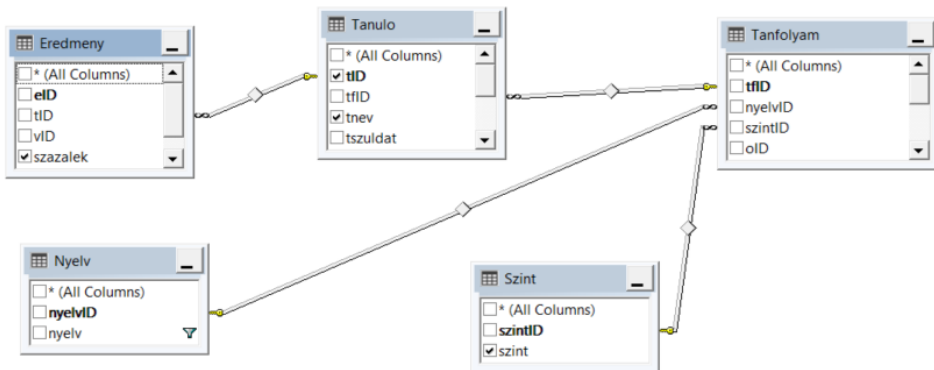 Eredmeny
* (All Columns)
eID
tID
vID
szazalek
Tanulo
* (All Columns)
tID
tfID
tnev
tszuldat
Tanfolyam
* (All Columns)
tfID
nyelvID
szintID
oID
Nyelv
* (All Columns)
nyelvID
nyelv
Szint
* (All Columns)
szintID
szint